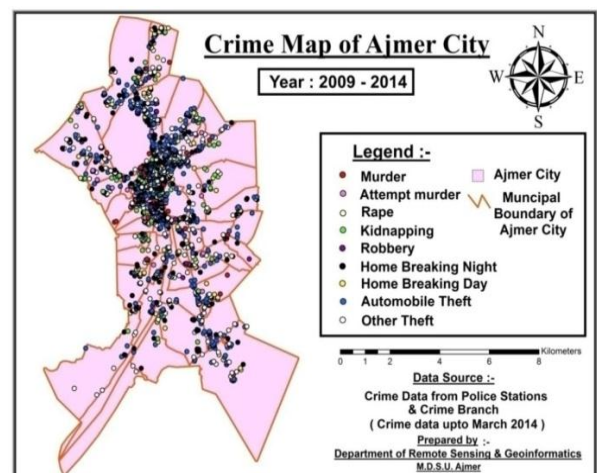 Crime Map of Ajmer City
Year : 2009 - 2014
N
W
E
S
Legend :-
Murder
Attempt murder
Rape
Kidnapping
Robbery
Home Breaking Night
Home Breaking Day
Automobile Theft
Other Theft
Ajmer City
Muncipal
Boundary of
Ajmer City
0 1 2 4 6 8 Kilometers
Data Source :-
Crime Data from Police Stations
& Crime Branch
( Crime data upto March 2014 )
Prepared by :-
Department of Remote Sensing & Geoinformatics
M.D.S.U. Ajmer